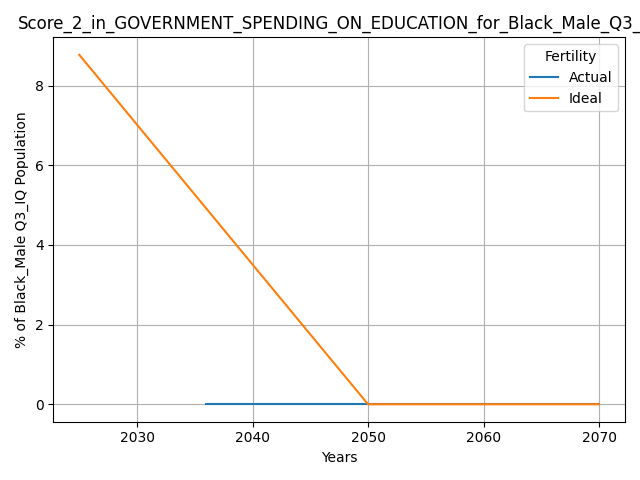 Score_2_in_GOVERNMENT_SPENDING_ON_EDUCATION_for_Black_Male_Q3_
Fertility
Actual
Ideal
% of Black_Male Q3_IQ Population
8
6
4
2
0
2030 2040 2050 2060 2070
Years